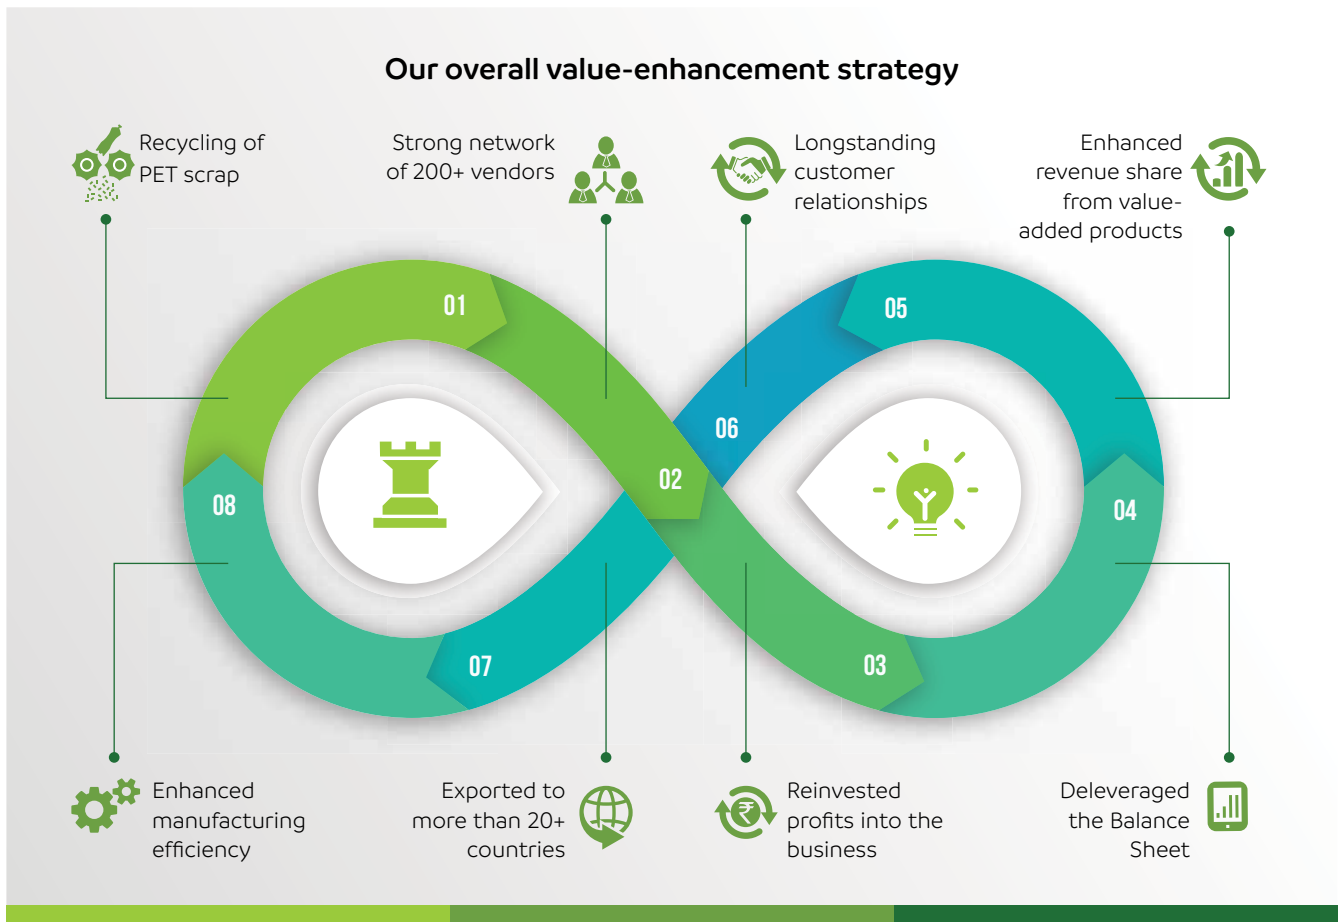 Our overall value-enhancement strategy
Recycling of
PET scrap
Strong network
of 200+ vendors
Longstanding
customer
relationships
Enhanced
revenue share
from value-
added products
01
05
06
02
08
04
07
03
Enhanced
manufacturing
efficiency
Exported to
more than 20+
countries
₹
Reinvested
profits into the
business
Deleveraged
the Balance
Sheet